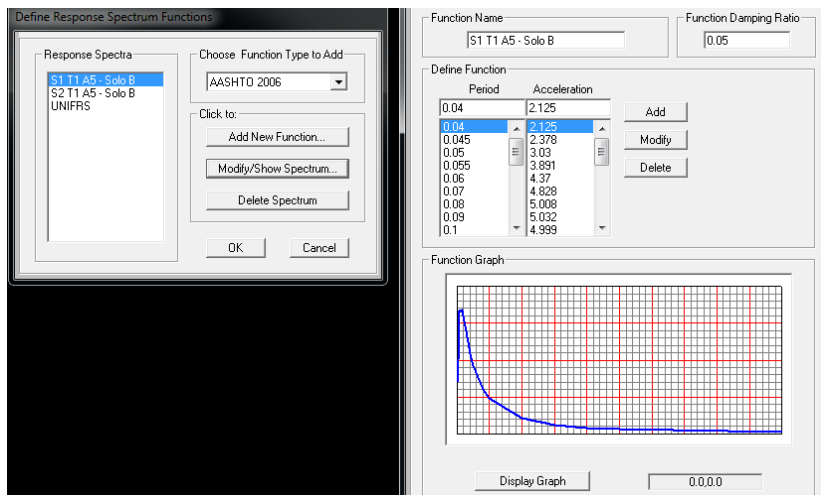 Define Response Spectrum Functions
Response Spectra
S1 T1 A5 - Solo B
S2 T1 A5 - Solo B
UNIFRS
Choose Function Type to Add
AASHTO 2006
Click to:
Add New Function...
Modify/Show Spectrum...
Delete Spectrum
OK Cancel
Function Name
S1 T1 A5 - Solo B
Function Damping Ratio
0.05
Define Function
Period Acceleration
0.04 2.125
0.04 2.125
0.045 2.378
0.05 3.03
0.055 3.891
0.06 4.37
0.07 4.828
0.08 5.008
0.09 5.032
0.1 4.999
Add
Modify
Delete
Function Graph
Display Graph 0.0,0.0